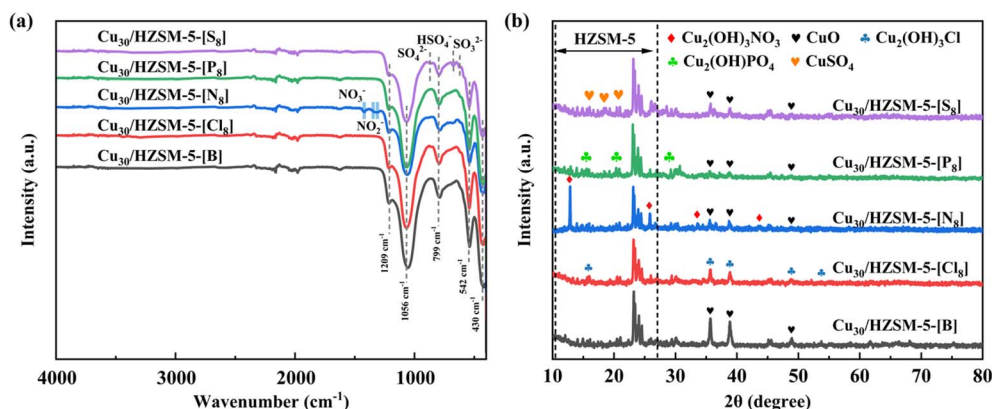 (a)
Cu₃₀/HZSM-5-[S₈]
Cu₃₀/HZSM-5-[P₈]
Cu₃₀/HZSM-5-[N₈]
Cu₃₀/HZSM-5-[Cl₈]
Cu₃₀/HZSM-5-[B]
HSO₄⁻
SO₄²⁻
SO₃²⁻
NO₃⁻
NO₂
1209 cm⁻¹
1056 cm⁻¹
799 cm⁻¹
542 cm⁻¹
430 cm⁻¹
Intensity (a.u.)
4000 3000 2000 1000
Wavenumber (cm⁻¹)
(b)
HZSM-5
♦ Cu₂(OH)₃NO₃ ♥ CuO ♣ Cu₂(OH)₃Cl
♣ Cu₂(OH)PO₄ ♥ CuSO₄
Cu₃₀/HZSM-5-[S₈]
Cu₃₀/HZSM-5-[P₈]
Cu₃₀/HZSM-5-[N₈]
Cu₃₀/HZSM-5-[Cl₈]
Cu₃₀/HZSM-5-[B]
Intensity (a.u.)
10 20 30 40 50 60 70 80
2θ (degree)